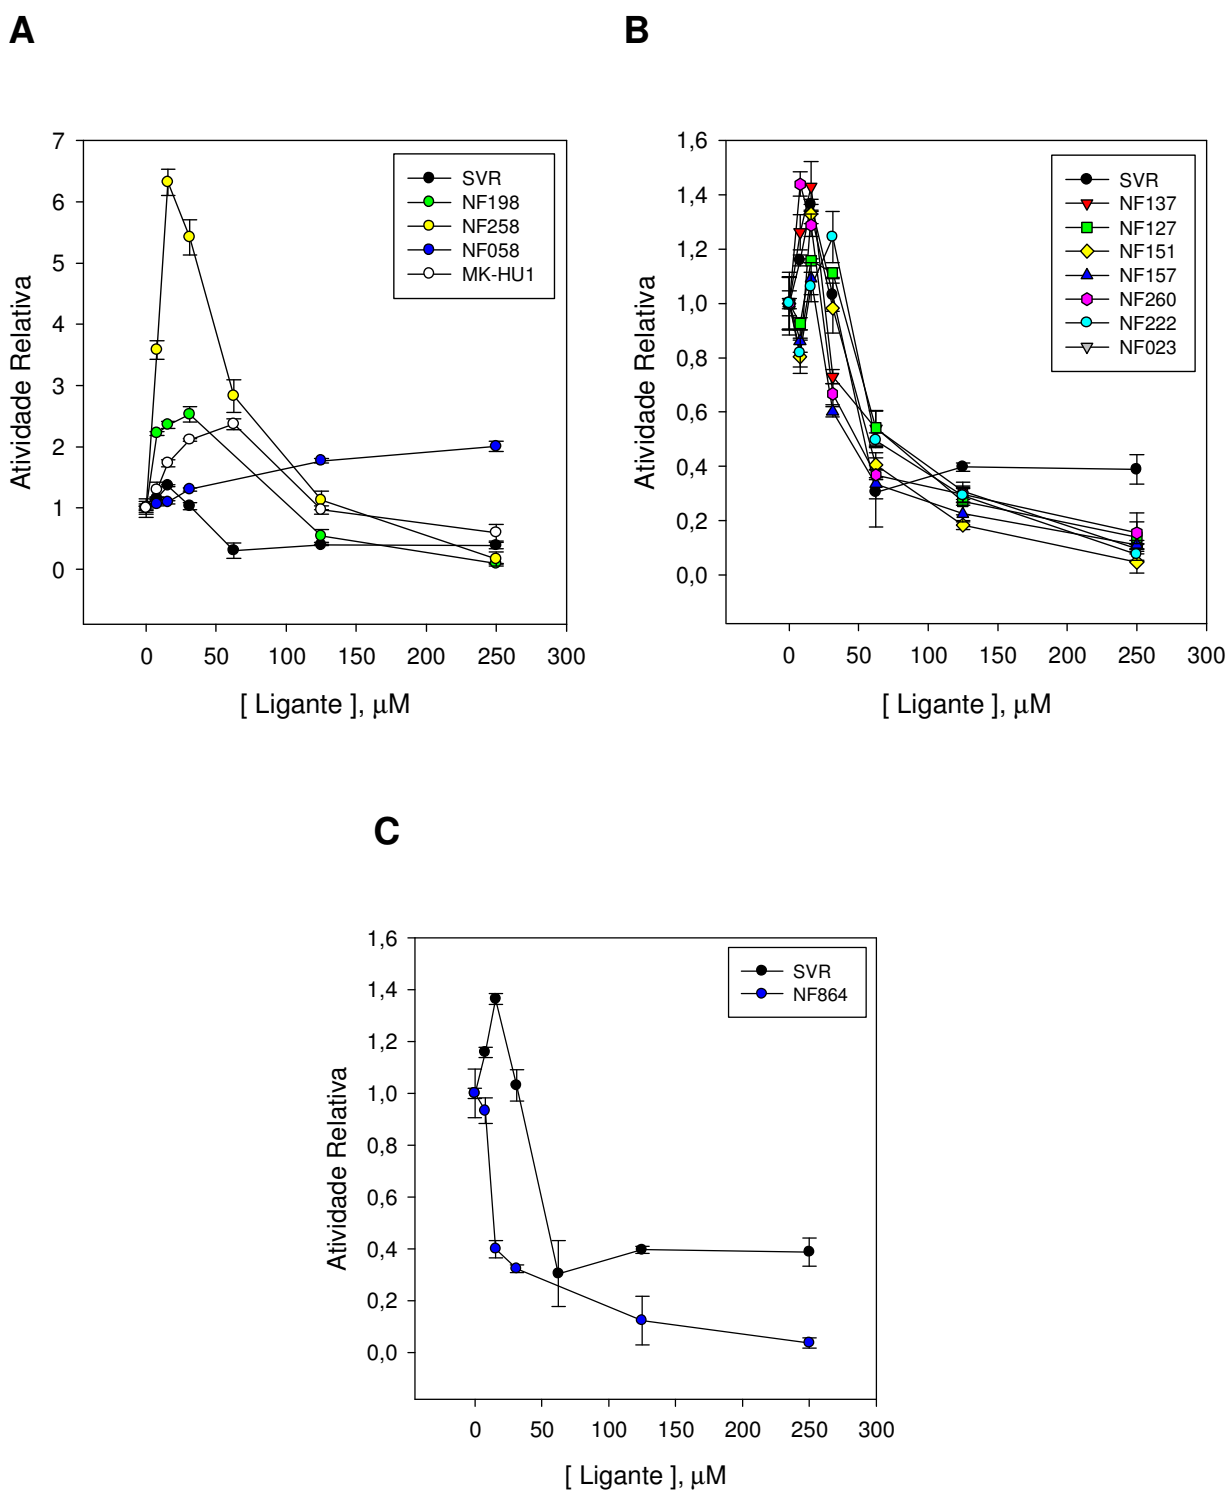 A
7
6
5
4
3
2
1
0
Atividade Relativa
SVR
NF198
NF258
NF058
MK-HU1
0 50 100 150 200 250 300
[ Ligante ], µM
B
1,6
1,4
1,2
1,0
0,8
0,6
0,4
0,2
0,0
Atividade Relativa
SVR
NF137
NF127
NF151
NF157
NF260
NF222
NF023
0 50 100 150 200 250 300
[ Ligante ], µM
C
1,6
1,4
1,2
1,0
0,8
0,6
0,4
0,2
0,0
Atividade Relativa
SVR
NF864
0 50 100 150 200 250 300
[ Ligante ], µM